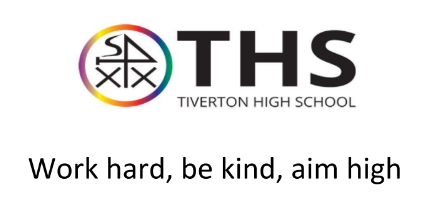 THS
TIVERTON HIGH SCHOOL
Work hard, be kind, aim high